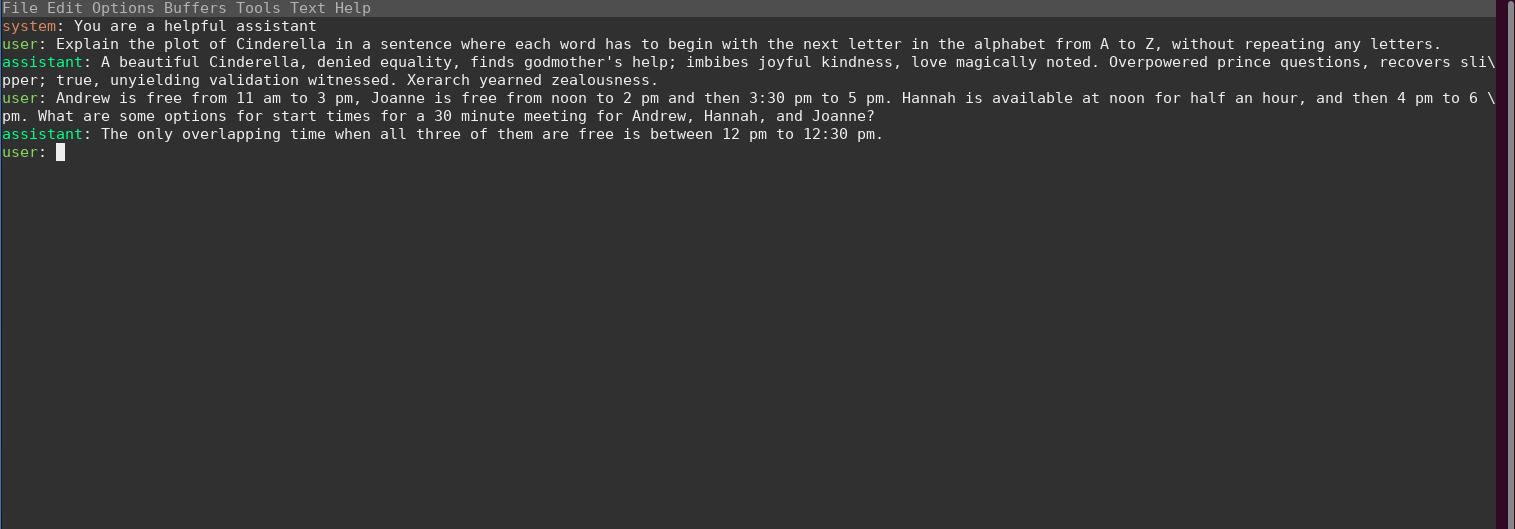 File Edit Options Buffers Tools Text Help
system: You are a helpful assistant
user: Explain the plot of Cinderella in a sentence where each word has to begin with the next letter in the alphabet from A to Z, without repeating any letters.
assistant: A beautiful Cinderella, denied equality, finds godmother's help; imbibes joyful kindness, love magically noted. Overpowered prince questions, recovers sli\
pper; true, unyielding validation witnessed. Xerarch yearned zealousness.
user: Andrew is free from 11 am to 3 pm, Joanne is free from noon to 2 pm and then 3:30 pm to 5 pm. Hannah is available at noon for half an hour, and then 4 pm to 6 \
pm. What are some options for start times for a 30 minute meeting for Andrew, Hannah, and Joanne?
assistant: The only overlapping time when all three of them are free is between 12 pm to 12:30 pm.
user: